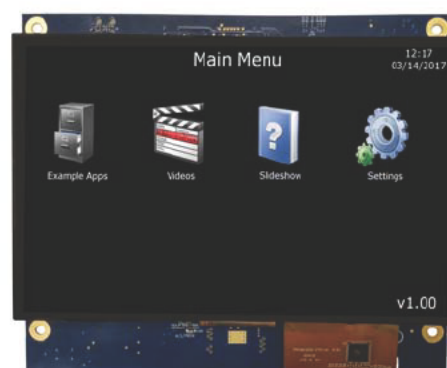 Main Menu
12:17
03/14/2017
?
Example Apps
Videos
Slideshow
Settings
v1.00